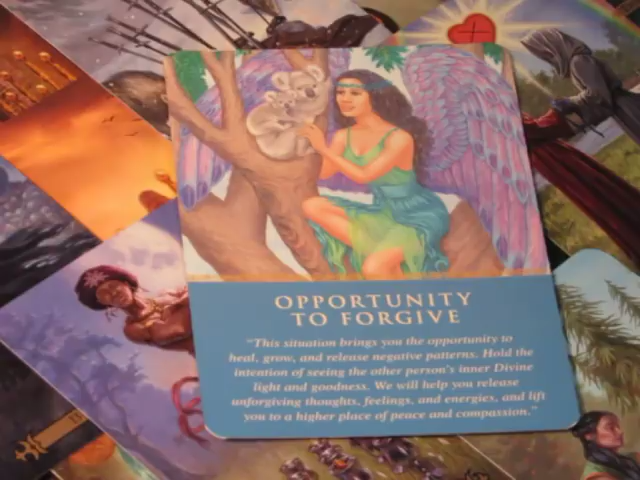 OPPORTUNITY
TO FORGIVE
"This situation brings you the opportunity to
heal, grow, and release negative patterns. Hold the
intention of seeing the other person's inner Divine
light and goodness. We will help you release
unforgiving thoughts, feelings, and energies, and lift
you to a higher place of peace and compassion."